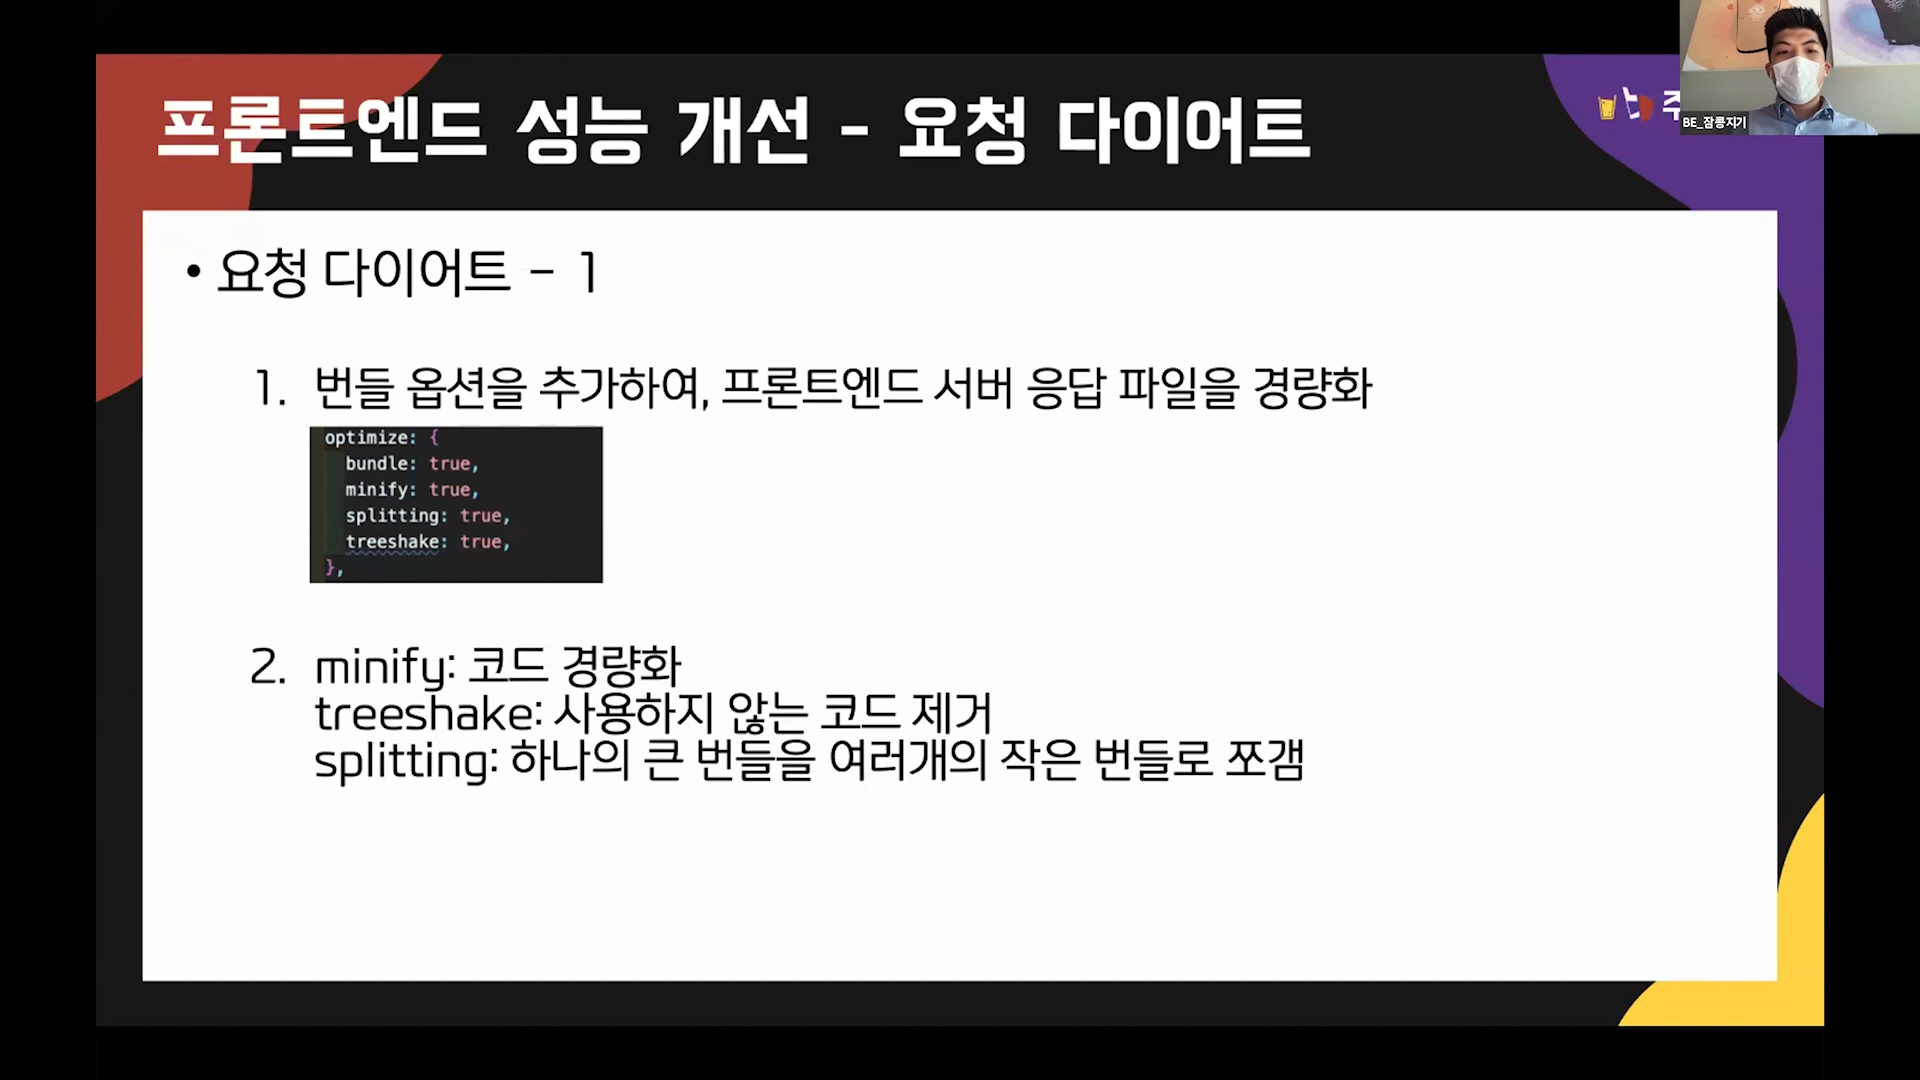 프론트엔드 성능 개선 - 요청 다이어트
주
BE_잠콩지기
• 요청 다이어트 - 1
1. 번들 옵션을 추가하여, 프론트엔드 서버 응답 파일을 경량화
optimize: {
bundle: true,
minify: true,
splitting: true,
treeshake: true,
},
2. minify: 코드 경량화
treeshake: 사용하지 않는 코드 제거
splitting: 하나의 큰 번들을 여러개의 작은 번들로 쪼갬